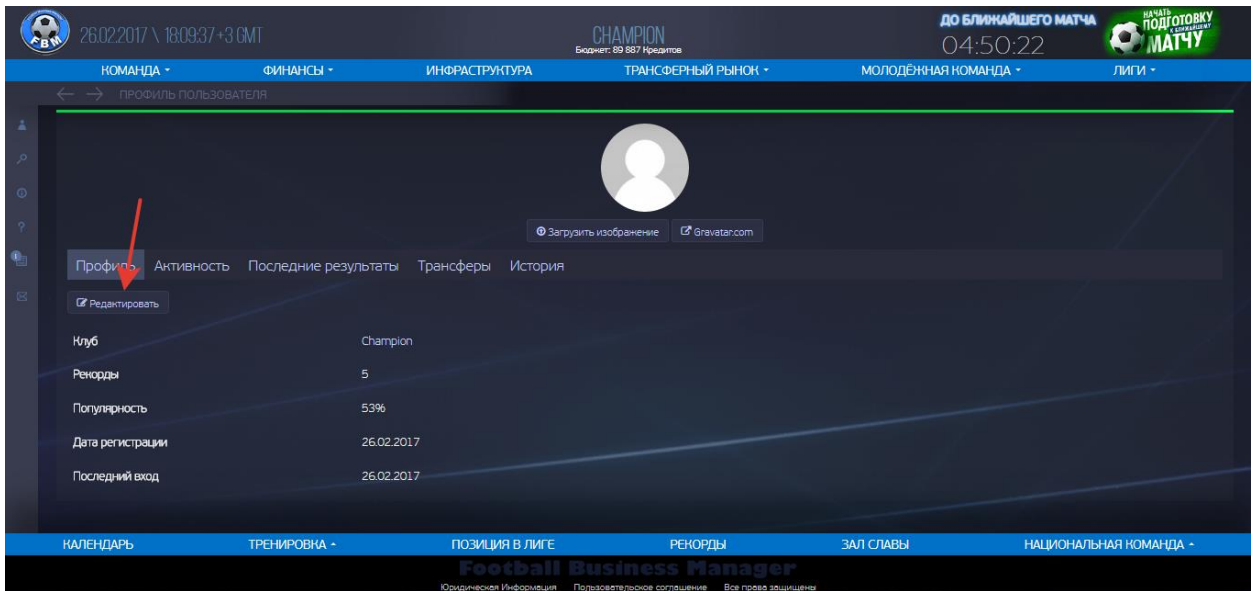 FBM
26.02.2017 \ 18:09:37 +3 GMT
CHAMPION
Бюджет: 89 887 Кредитов
ДО БЛИЖАЙШЕГО МАТЧА
04:50:22
НАЧАТЬ
ПОДГОТОВКУ
К БЛИЖАЙШЕМУ
МАТЧУ
КОМАНДА ФИНАНСЫ ИНФРАСТРУКТУРА ТРАНСФЕРНЫЙ РЫНОК МОЛОДЁЖНАЯ КОМАНДА ЛИГИ
ПРОФИЛЬ ПОЛЬЗОВАТЕЛЯ
Загрузить изображение Gravatar.com
Профиль Активность Последние результаты Трансферы История
Редактировать
Клуб Champion
Рекорды 5
Популярность 53%
Дата регистрации 26.02.2017
Последний вход 26.02.2017
КАЛЕНДАРЬ ТРЕНИРОВКА ПОЗИЦИЯ В ЛИГЕ РЕКОРДЫ ЗАЛ СЛАВЫ НАЦИОНАЛЬНАЯ КОМАНДА
Football Business Manager
Юридическая Информация Пользовательское соглашение Все права защищены